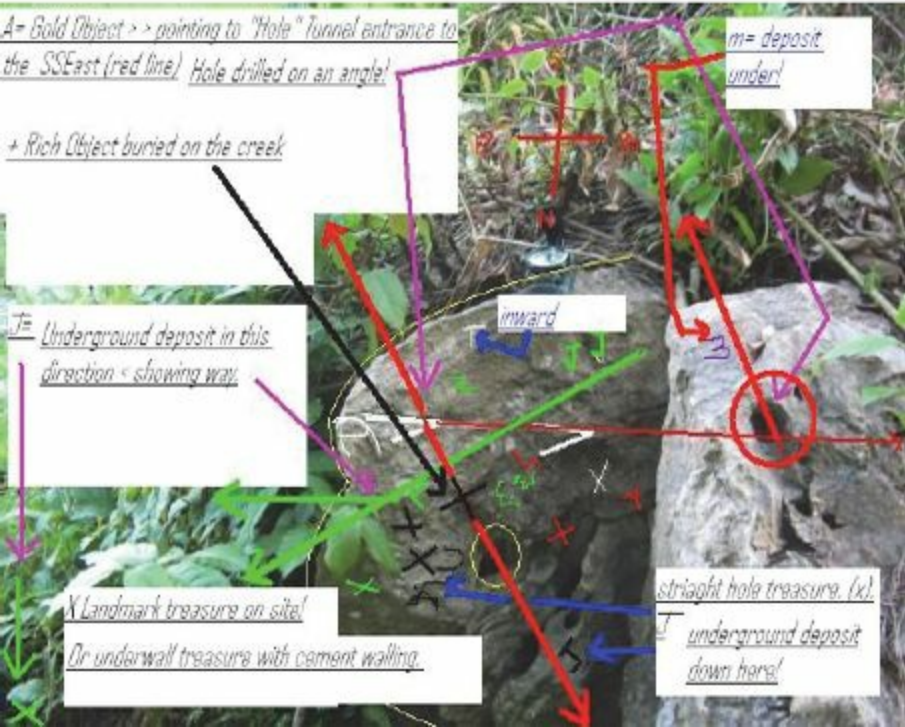 A= Gold Object > > pointing to "Hole" Tunnel entrance to
the SSEast (red line) Hole drilled on an angle!
m= deposit
under!
+ Rich Object buried on the creek
inward
J= Underground deposit in this
direction < showing way.
X Landmark treasure on site!
Or underwall treasure with cement walling.
striaght hole treasure. (x).
J underground deposit
down here!